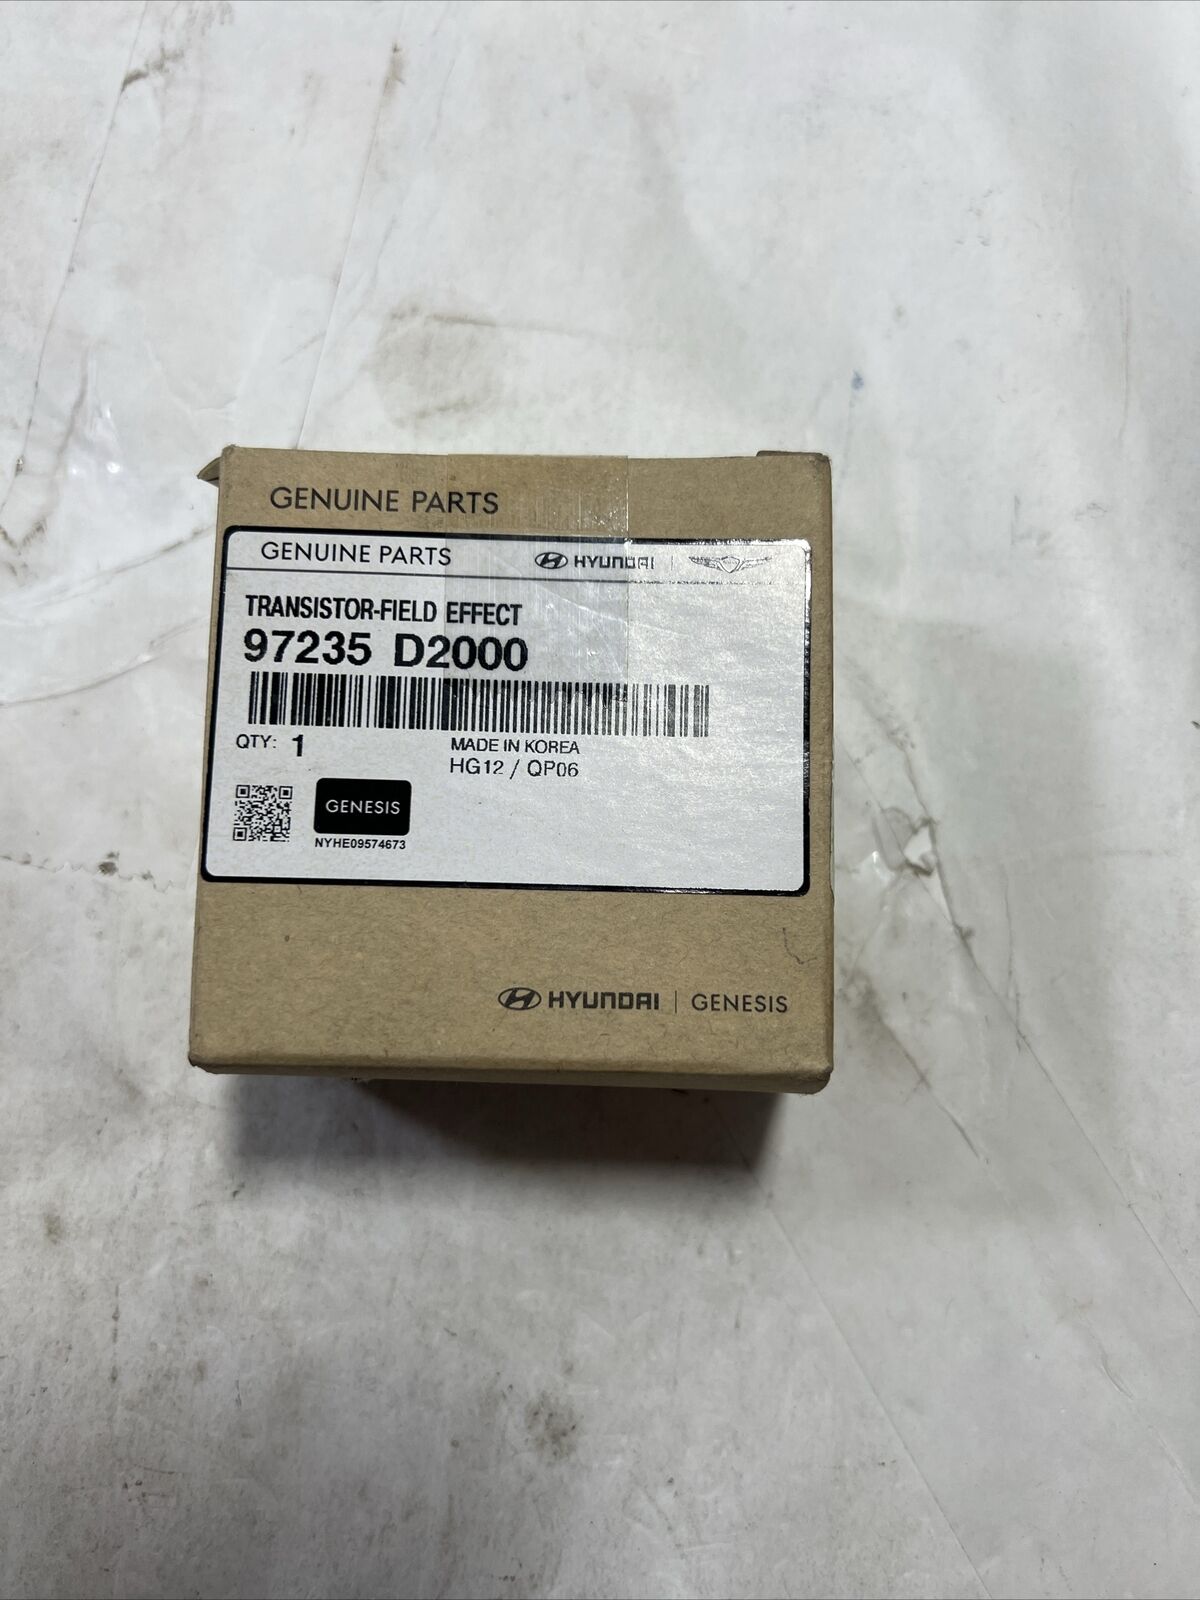 GENUINE PARTS
GENUINE PARTS HYUNDAI
TRANSISTOR-FIELD EFFECT
97235 D2000
QTY: 1 MADE IN KOREA
HG12 / QP06
GENESIS
NYHE09574673
HYUNDAI | GENESIS